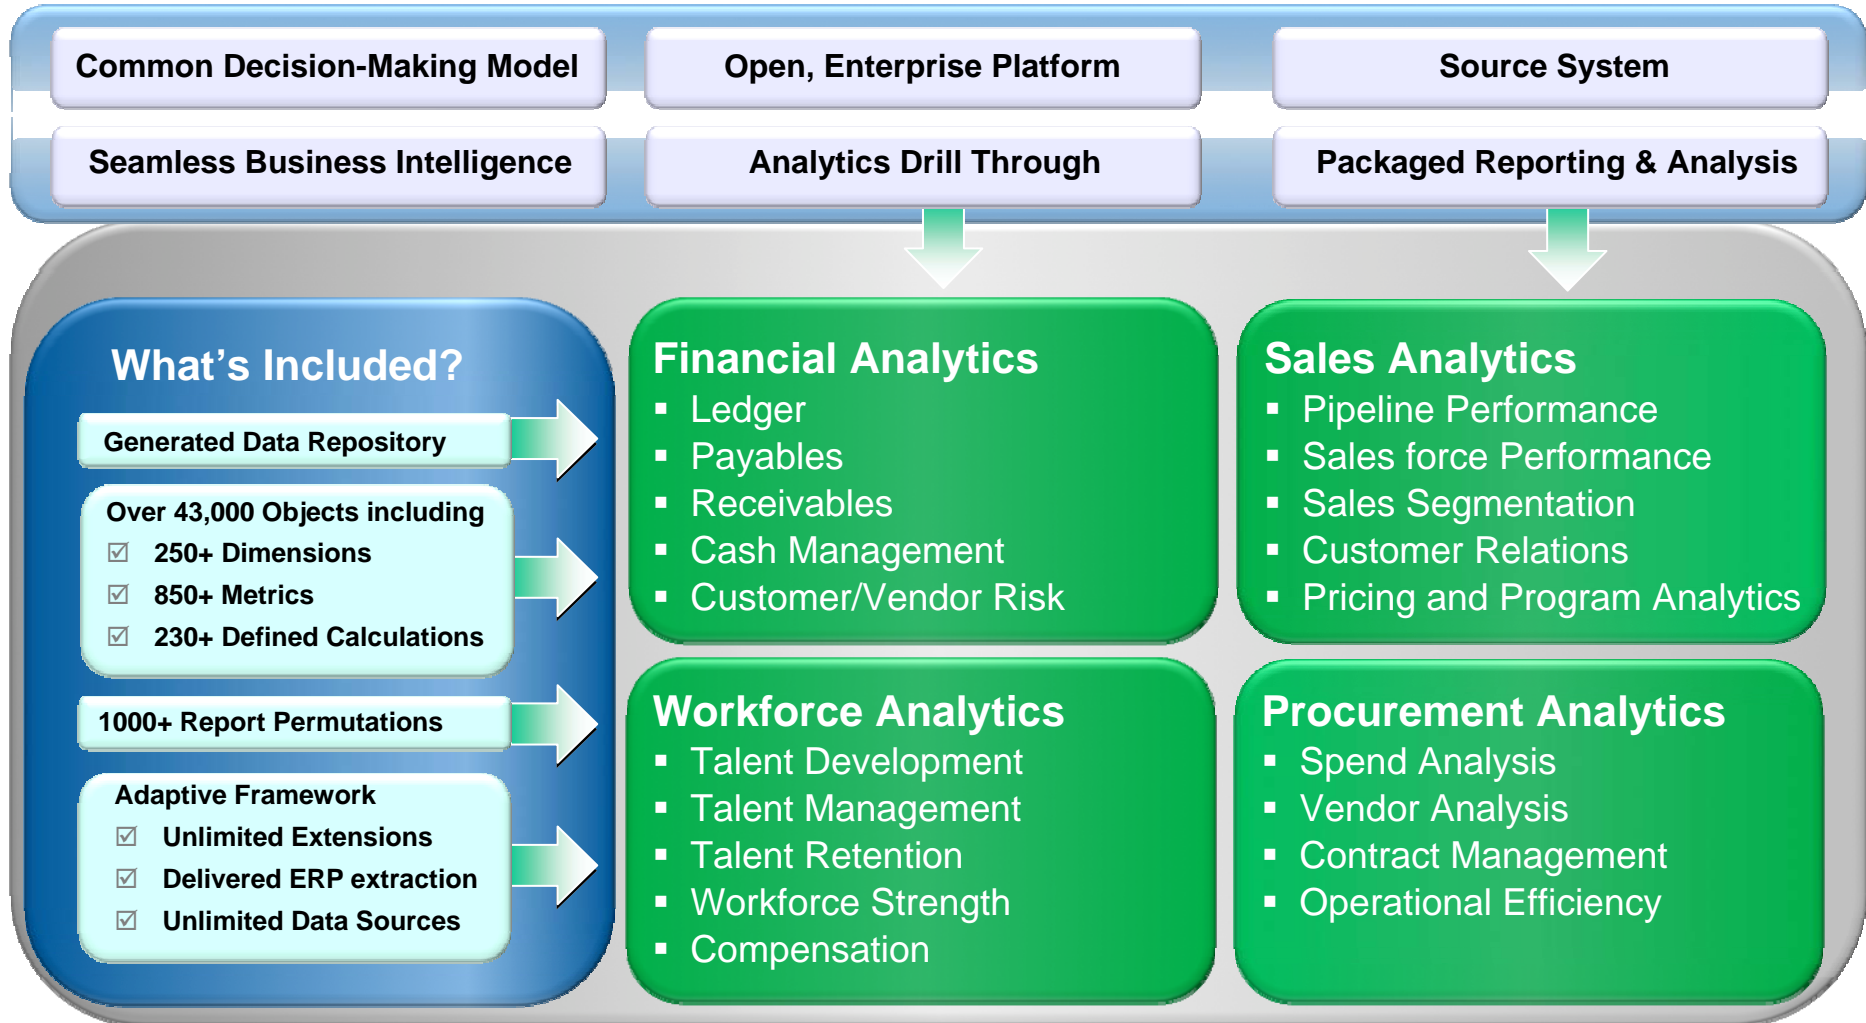 Common Decision-Making Model
Open, Enterprise Platform
Source System
Seamless Business Intelligence
Analytics Drill Through
Packaged Reporting & Analysis
What's Included?
Generated Data Repository
Over 43,000 Objects including
250+ Dimensions
850+ Metrics
230+ Defined Calculations
1000+ Report Permutations
Adaptive Framework
Unlimited Extensions
Delivered ERP extraction
Unlimited Data Sources
Financial Analytics
Ledger
Payables
Receivables
Cash Management
Customer/Vendor Risk
Sales Analytics
Pipeline Performance
Sales force Performance
Sales Segmentation
Customer Relations
Pricing and Program Analytics
Workforce Analytics
Talent Development
Talent Management
Talent Retention
Workforce Strength
Compensation
Procurement Analytics
Spend Analysis
Vendor Analysis
Contract Management
Operational Efficiency